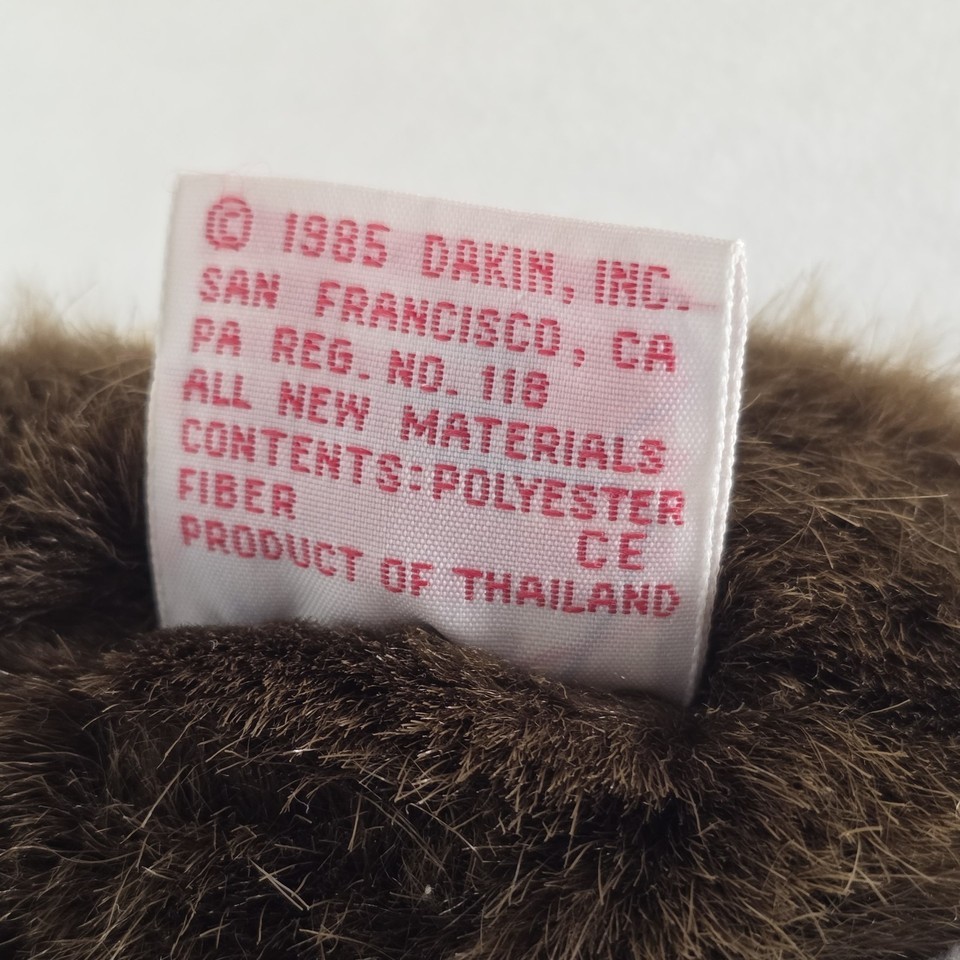 © 1985 DAKIN, INC.
SAN FRANCISCO, CA
PA REG. NO. 118
ALL NEW MATERIALS
CONTENTS: POLYESTER
FIBER
CE
PRODUCT OF THAILAND